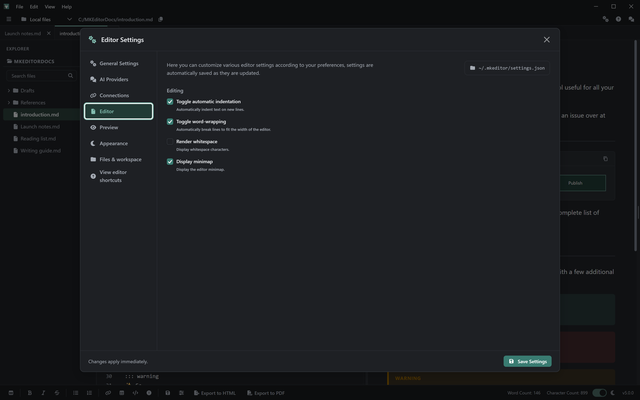 File Edit View Help
Local files
C:/MKEditorDocs/introduction.md
Launch notes.md
EXPLORER
MKEDITORDOCS
Search files
Drafts
References
introduction.md
Launch notes.md
Reading list.md
Writing guide.md
Editor Settings
General Settings
AI Providers
Connections
Editor
Preview
Appearance
Files & workspace
View editor
shortcuts
Here you can customize various editor settings according to your preferences, settings are
automatically saved as they are updated.
~/.mkeditor/settings.json
Editing
Toggle automatic indentation
Automatically indent text on new lines.
Toggle word-wrapping
Automatically break lines to fit the width of the editor.
Render whitespace
Display whitespace characters.
Display minimap
Display the editor minimap.
Changes apply immediately.
Save Settings
ol useful for all your
an issue over at
Publish
omplete list of
with a few additional
WARNING
30 ::: warning
Export to HTML
Export to PDF
Word Count:
Character Count: